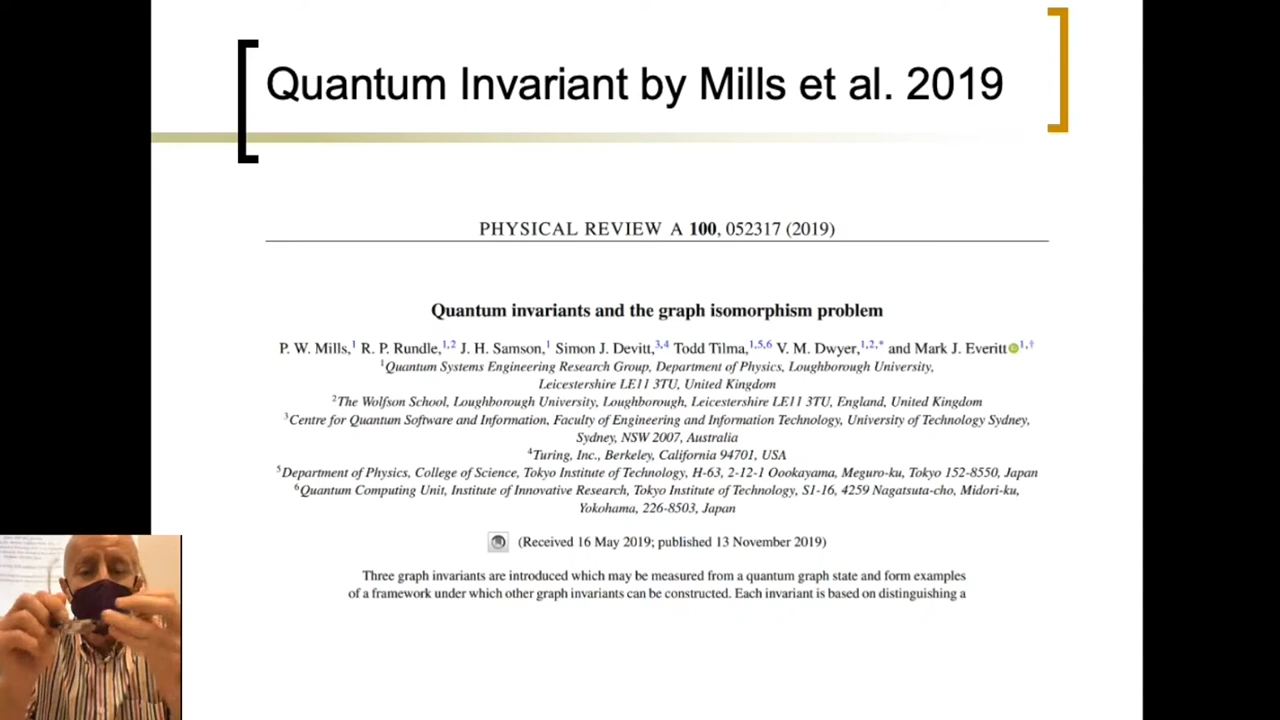 Quantum Invariant by Mills et al. 2019
PHYSICAL REVIEW A 100, 052317 (2019)
Quantum invariants and the graph isomorphism problem
P. W. Mills,1 R. P. Rundle,1,2 J. H. Samson,1 Simon J. Devitt,3,4 Todd Tilma,1,5,6 V. M. Dwyer,1,2,* and Mark J. Everitt 1,†
1Quantum Systems Engineering Research Group, Department of Physics, Loughborough University,
Leicestershire LE11 3TU, United Kingdom
2The Wolfson School, Loughborough University, Loughborough, Leicestershire LE11 3TU, England, United Kingdom
3Centre for Quantum Software and Information, Faculty of Engineering and Information Technology, University of Technology Sydney,
Sydney, NSW 2007, Australia
4Turing, Inc., Berkeley, California 94701, USA
5Department of Physics, College of Science, Tokyo Institute of Technology, H-63, 2-12-1 Oookayama, Meguro-ku, Tokyo 152-8550, Japan
6Quantum Computing Unit, Institute of Innovative Research, Tokyo Institute of Technology, S1-16, 4259 Nagatsuta-cho, Midori-ku,
Yokohama, 226-8503, Japan
(Received 16 May 2019; published 13 November 2019)
Three graph invariants are introduced which may be measured from a quantum graph state and form examples
of a framework under which other graph invariants can be constructed. Each invariant is based on distinguishing a